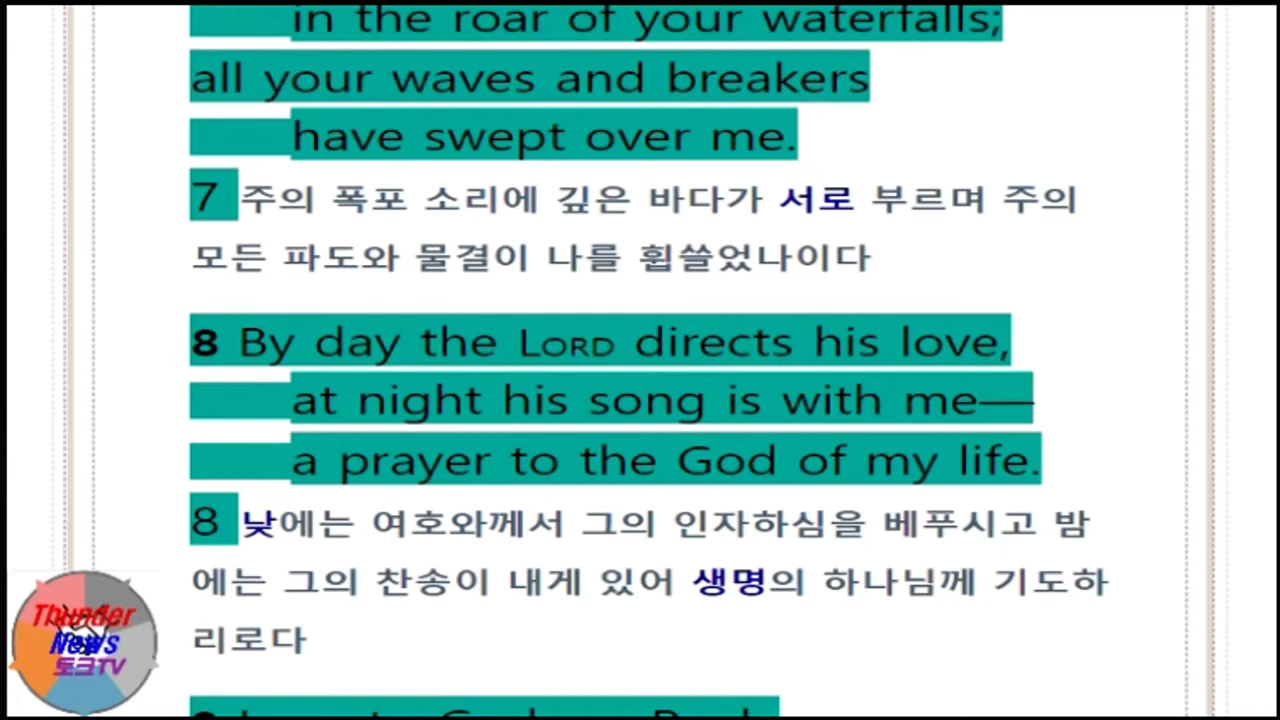 in the roar of your waterfalls;
all your waves and breakers
have swept over me.
7 주의 폭포 소리에 깊은 바다가 서로 부르며 주의
모든 파도와 물결이 나를 휩쓸었나이다
8 By day the LORD directs his love,
at night his song is with me—
a prayer to the God of my life.
8 낮에는 여호와께서 그의 인자하심을 베푸시고 밤
에는 그의 찬송이 내게 있어 생명의 하나님께 기도하
리로다
Thunder
News
토크TV